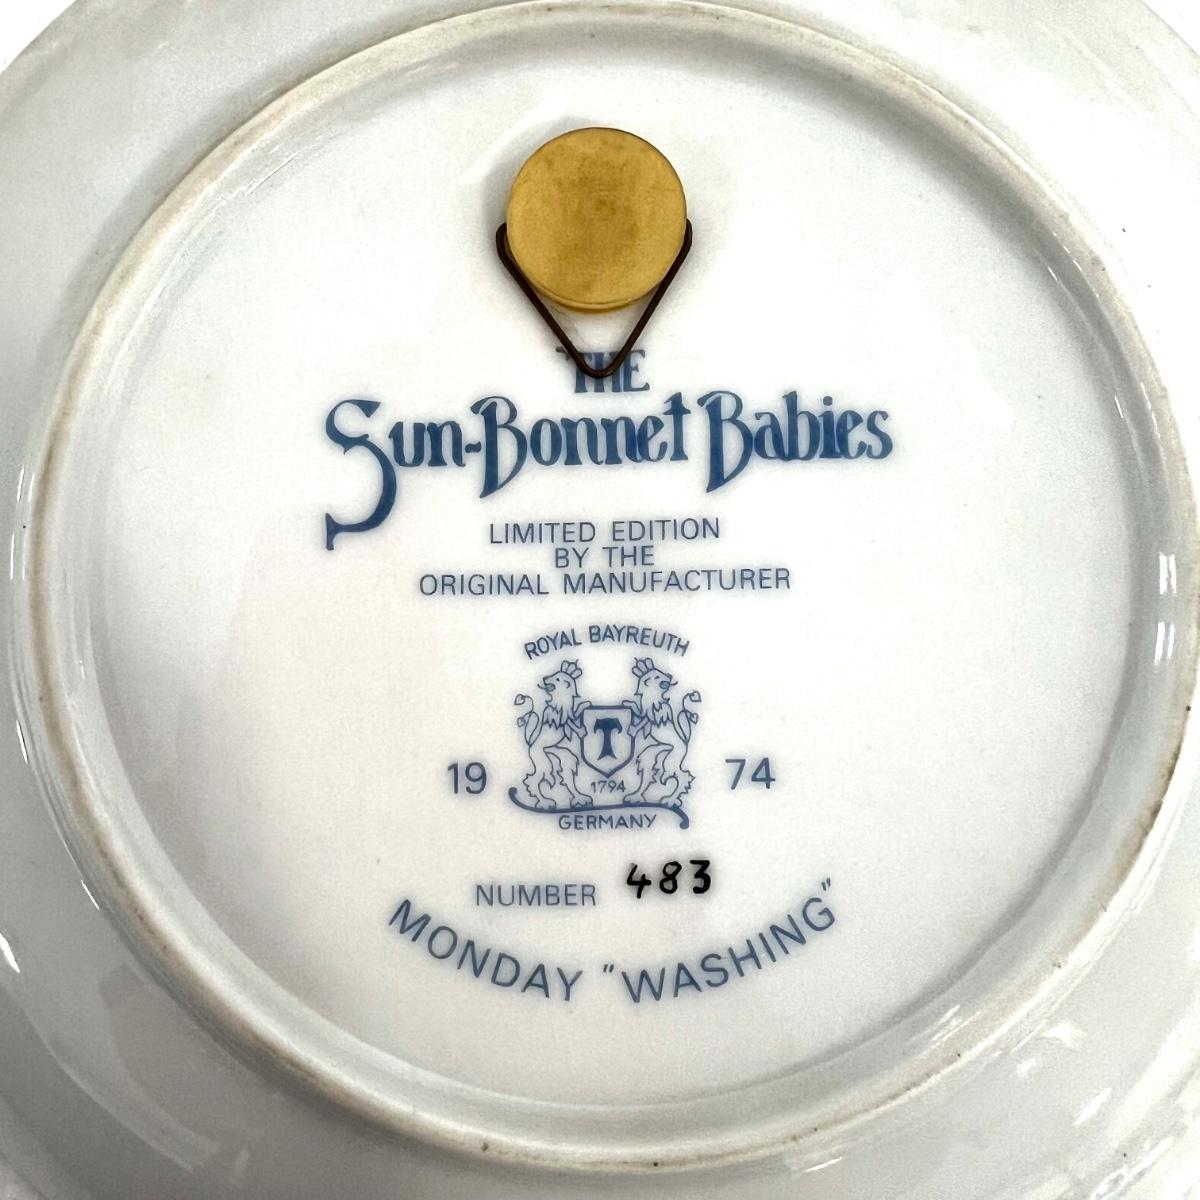 THE
Sun-Bonnet Babies
LIMITED EDITION
BY THE
ORIGINAL MANUFACTURER
ROYAL BAYREUTH
T
19 1794 74
GERMANY
NUMBER 483
MONDAY "WASHING"